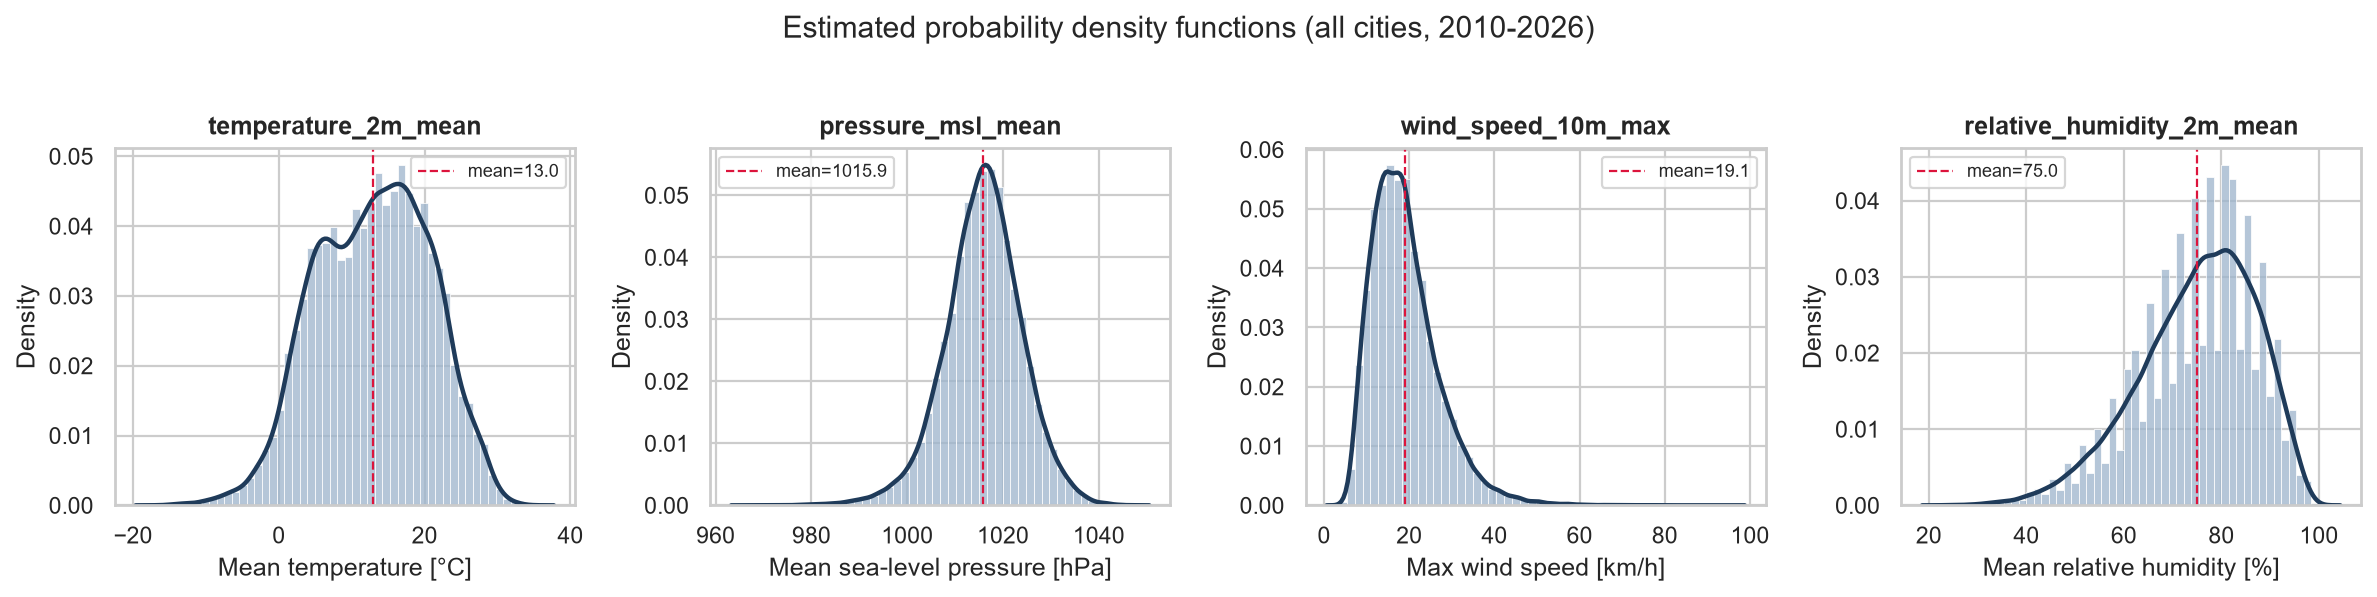 Estimated probability density functions (all cities, 2010-2026)
temperature_2m_mean
mean=13.0
0.05
0.04
0.03
0.02
0.01
0.00
Density
−20 0 20 40
Mean temperature [°C]
pressure_msl_mean
mean=1015.9
0.05
0.04
0.03
0.02
0.01
0.00
Density
960 980 1000 1020 1040
Mean sea-level pressure [hPa]
wind_speed_10m_max
mean=19.1
0.06
0.05
0.04
0.03
0.02
0.01
0.00
Density
0 20 40 60 80 100
Max wind speed [km/h]
relative_humidity_2m_mean
mean=75.0
0.04
0.03
0.02
0.01
0.00
Density
20 40 60 80 100
Mean relative humidity [%]